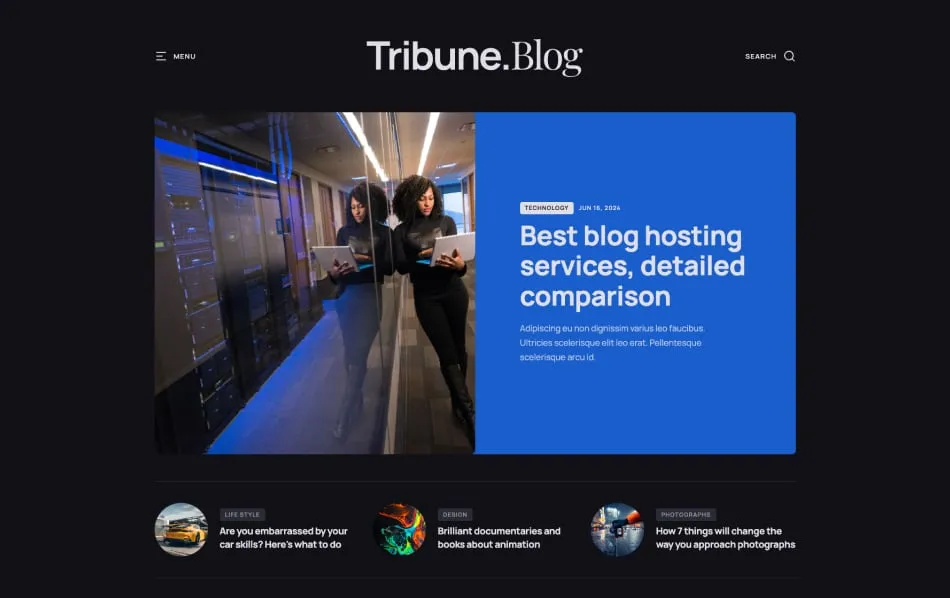 MENU
Tribune.Blog
SEARCH
TECHNOLOGY JUN 16, 2024
Best blog hosting
services, detailed
comparison
Adipiscing eu non dignissim varius leo faucibus.
Ultricies scelerisque elit leo erat. Pellentesque
scelerisque arcu id.
LIFE STYLE
Are you embarrassed by your
car skills? Here's what to do
DESIGN
Brilliant documentaries and
books about animation
PHOTOGRAPHS
How 7 things will change the
way you approach photographs